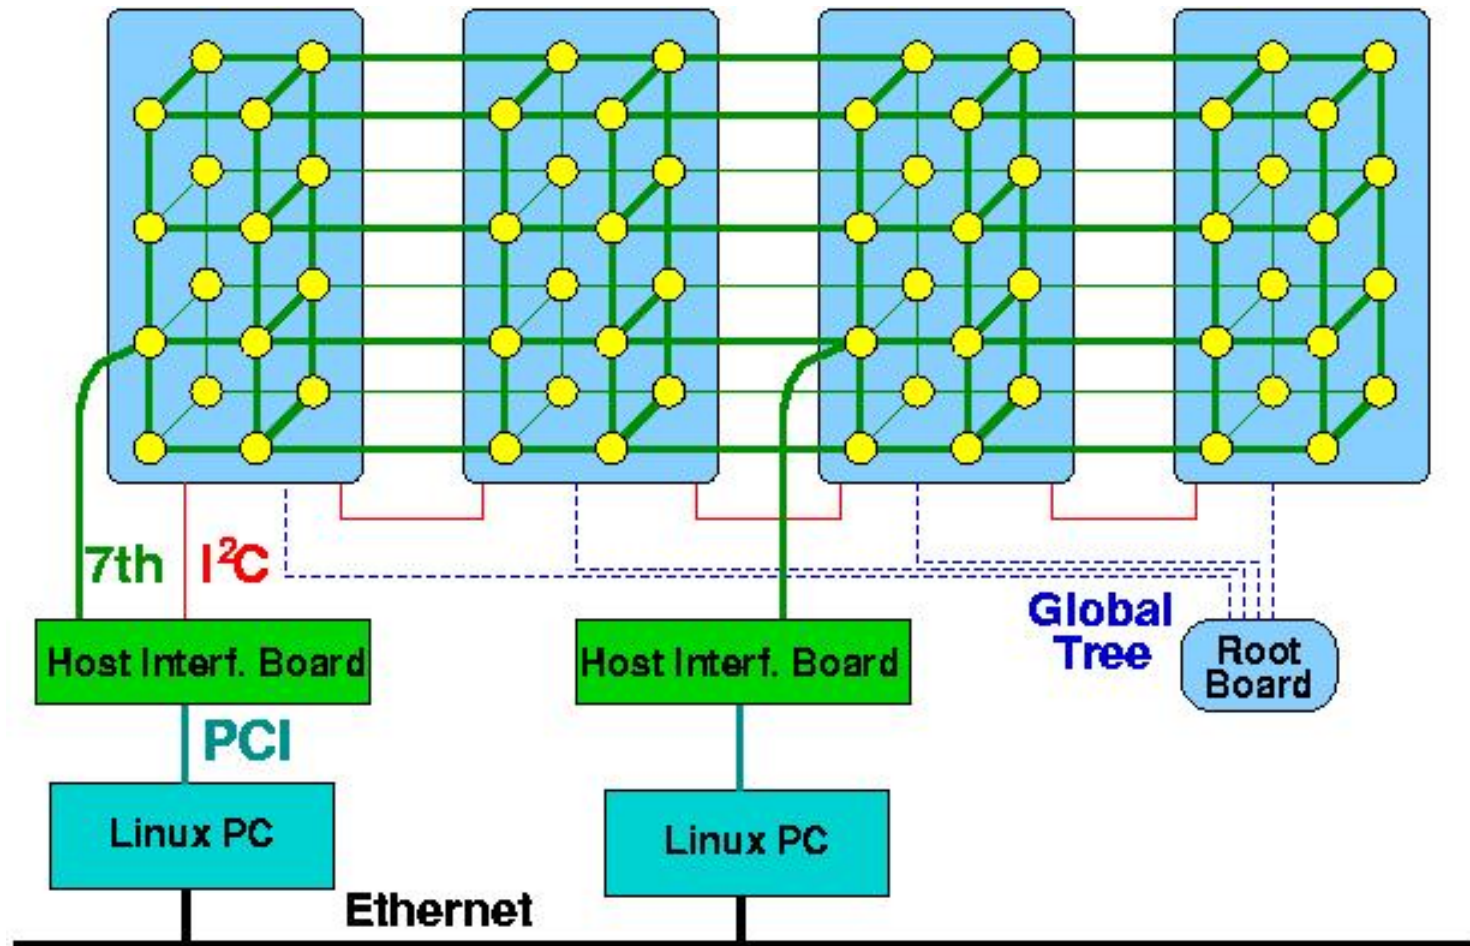 7th
I²C
Global
Tree
Host Interf. Board
Host Interf. Board
Root
Board
PCI
Linux PC
Linux PC
Ethernet